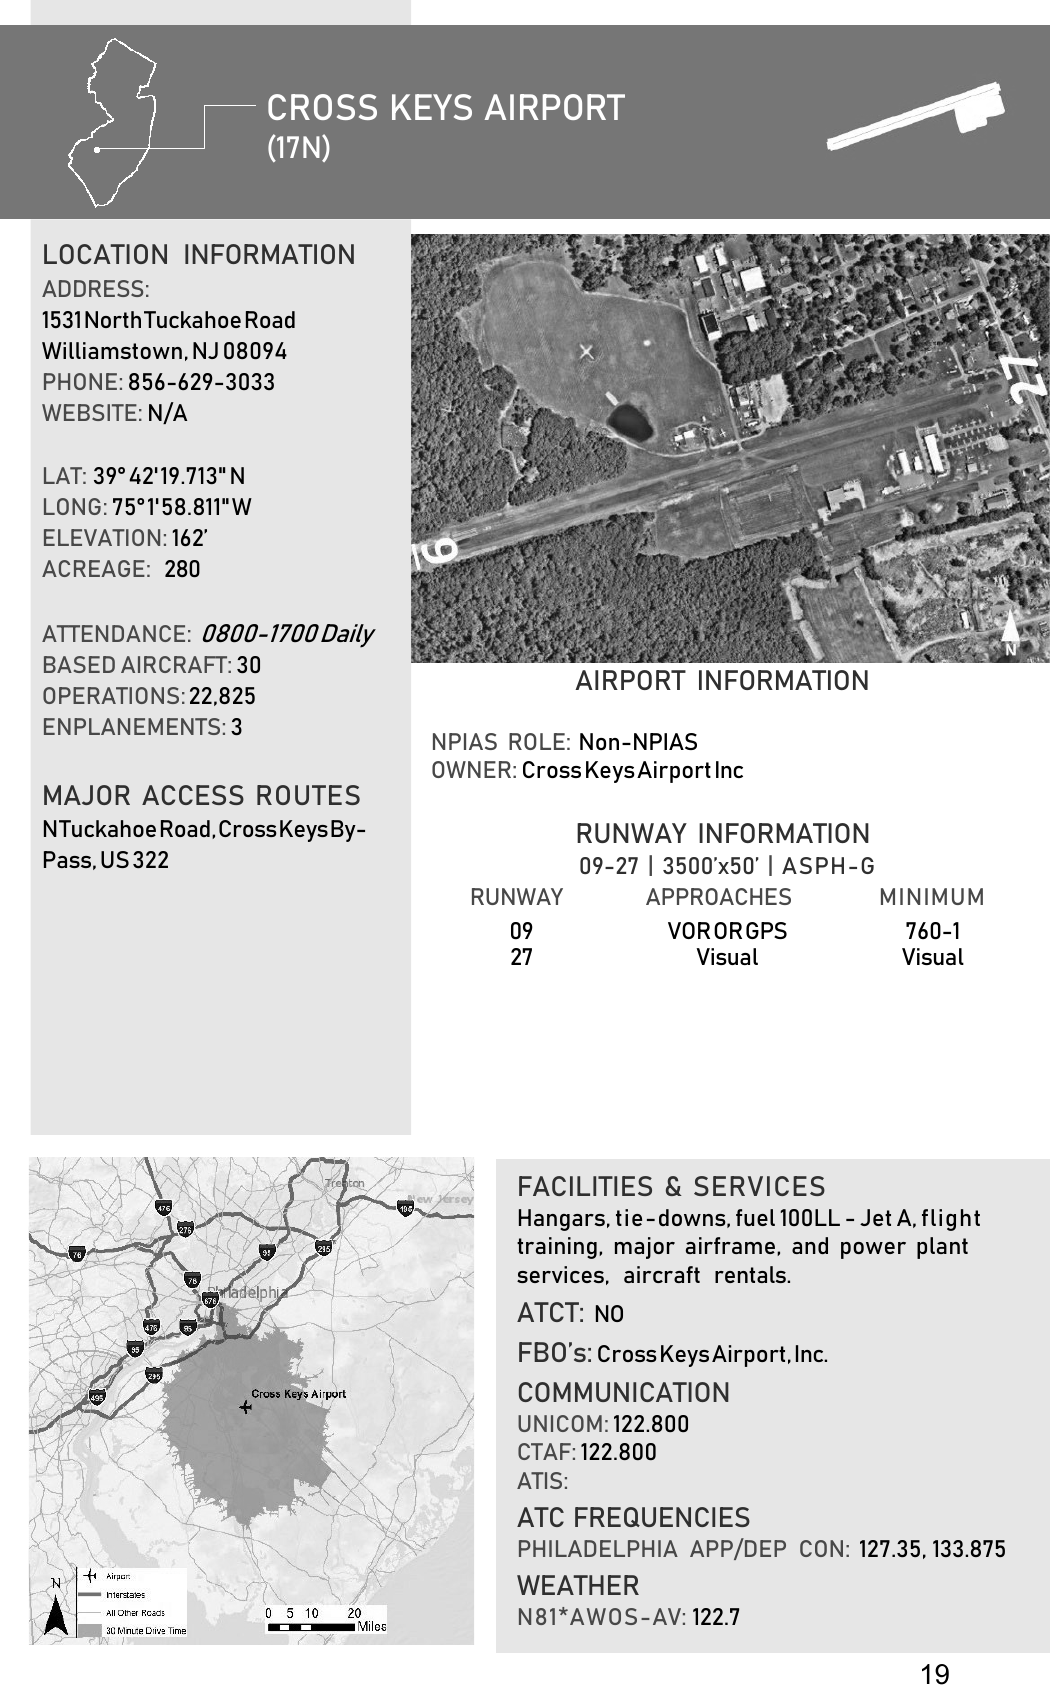 CROSS KEYS AIRPORT
(17N)
LOCATION INFORMATION
ADDRESS:
1531 North Tuckahoe Road
Williamstown, NJ 08094
PHONE: 856-629-3033
WEBSITE: N/A
LAT: 39° 42'19.713" N
LONG: 75°1'58.811" W
ELEVATION: 162’
ACREAGE: 280
ATTENDANCE: 0800-1700 Daily
BASED AIRCRAFT: 30
OPERATIONS: 22,825
ENPLANEMENTS: 3
MAJOR ACCESS ROUTES
N Tuckahoe Road, Cross Keys By-
Pass, US 322
27
9
N
AIRPORT INFORMATION
NPIAS ROLE: Non-NPIAS
OWNER: Cross Keys Airport Inc
RUNWAY INFORMATION
09-27 | 3500’x50’ | ASPH-G
RUNWAY APPROACHES MINIMUM
09 VOR OR GPS 760-1
27 Visual Visual
Trenton
New Jersey
476
195
276
76
95
295
76
Philadelphia
676
476
95
95
295
495
Cross Keys Airport
N
Airport
Interstates
All Other Roads
30 Minute Drive Time
0 5 10 20
Miles
FACILITIES & SERVICES
Hangars, tie-downs, fuel 100LL - Jet A, flight
training, major airframe, and power plant
services, aircraft rentals.
ATCT: NO
FBO’s: Cross Keys Airport, Inc.
COMMUNICATION
UNICOM: 122.800
CTAF: 122.800
ATIS:
ATC FREQUENCIES
PHILADELPHIA APP/DEP CON: 127.35, 133.875
WEATHER
N81*AWOS-AV: 122.7
19